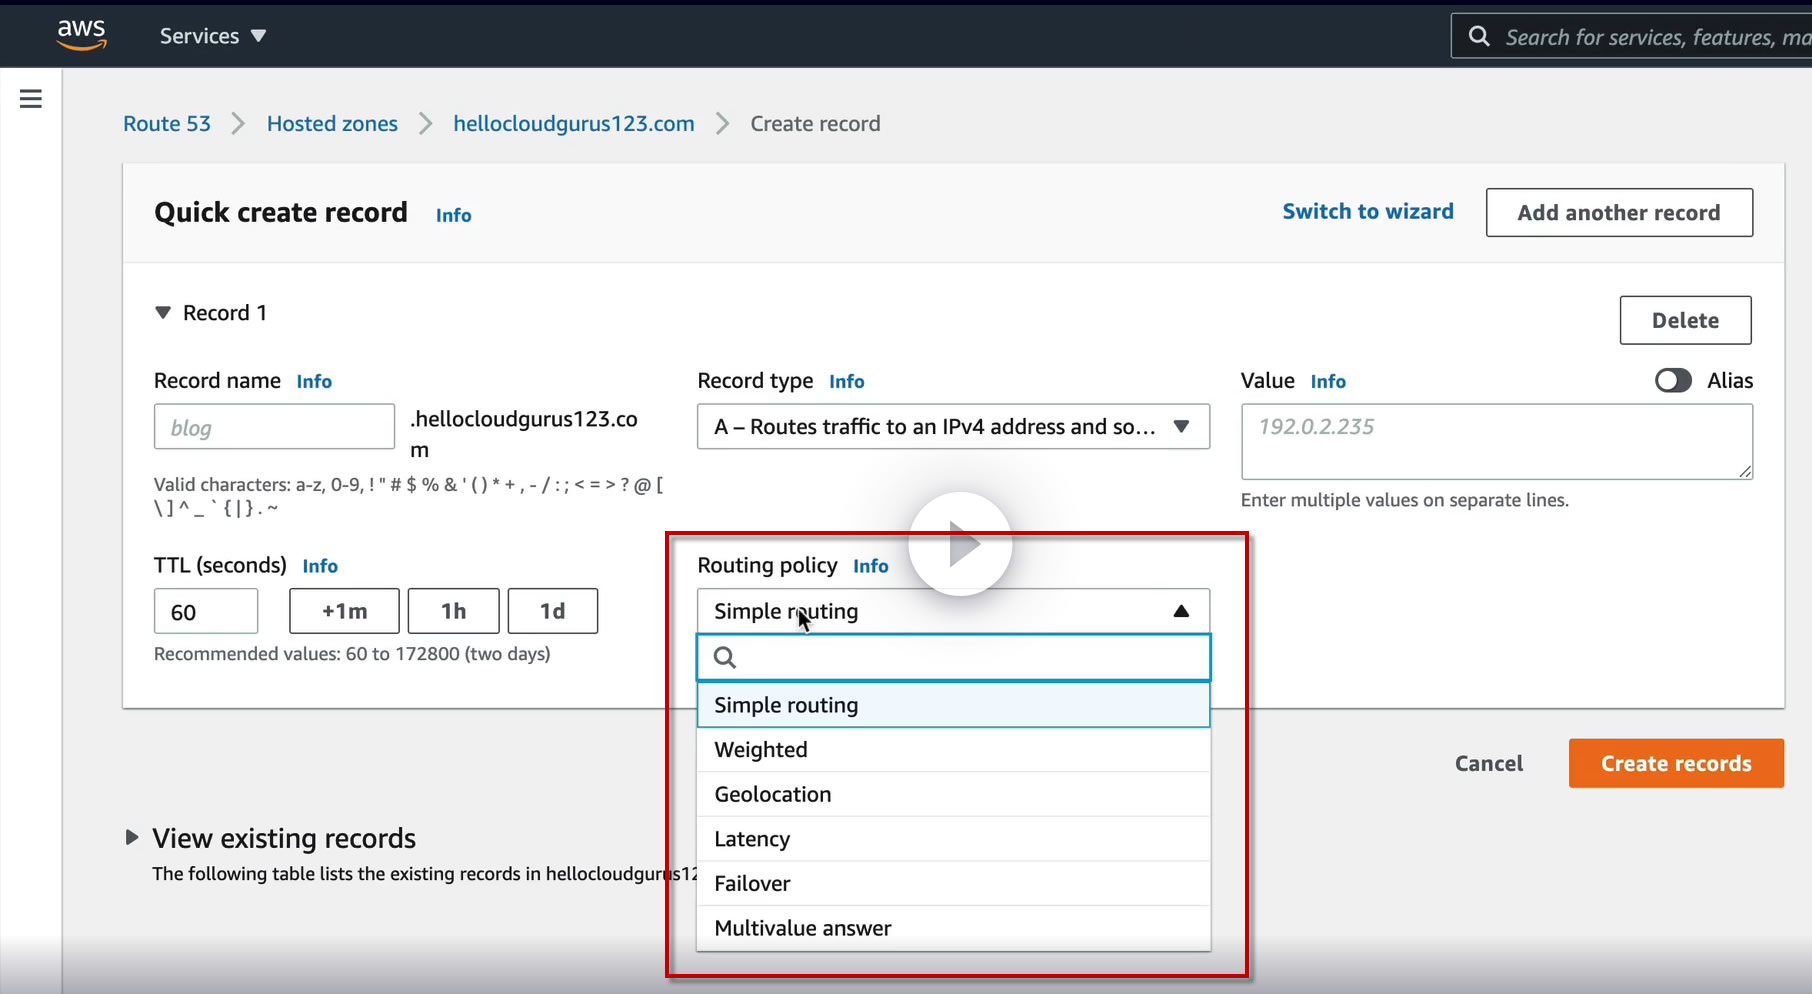 aws
Services
Search for services, features, ma
Route 53 > Hosted zones > hellocloudgurus123.com > Create record
Quick create record Info
Switch to wizard
Add another record
Record 1
Delete
Record name Info
blog
.hellocloudgurus123.co
m
Valid characters: a-z, 0-9, ! " # $ % & ' ( ) * + , - / : ; < = > ? @ [
\ ] ^ _ ` { | } . ~
Record type Info
A – Routes traffic to an IPv4 address and so...
Value Info
Alias
192.0.2.235
Enter multiple values on separate lines.
TTL (seconds) Info
60
+1m
1h
1d
Recommended values: 60 to 172800 (two days)
Routing policy Info
Simple routing
Simple routing
Weighted
Geolocation
Latency
Failover
Multivalue answer
Cancel
Create records
View existing records
The following table lists the existing records in hellocloudgurus12